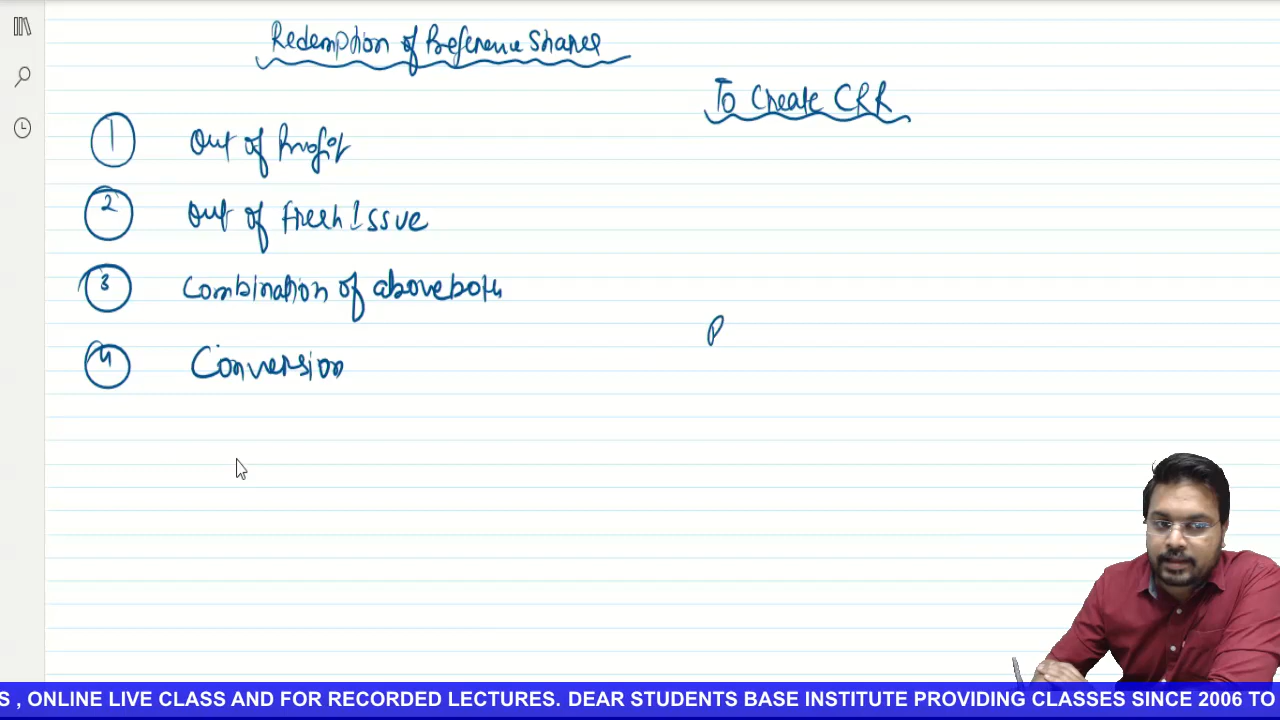 Redemption of Preference Shares
To Create CRR
1 Out of Profit
2 Out of Fresh Issue
3 Combination of above both
4 Conversion
P
S , ONLINE LIVE CLASS AND FOR RECORDED LECTURES. DEAR STUDENTS BASE INSTITUTE PROVIDING CLASSES SINCE 2006 TO